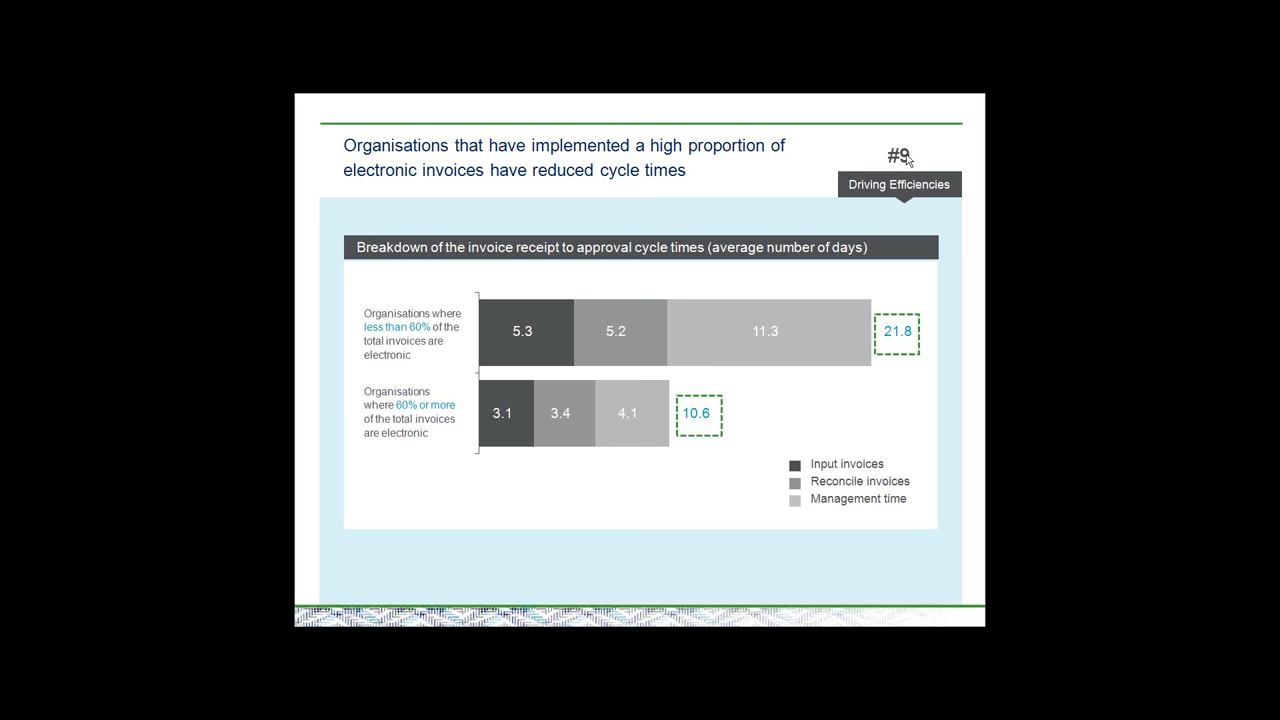 Organisations that have implemented a high proportion of
electronic invoices have reduced cycle times
#9
Driving Efficiencies
Breakdown of the invoice receipt to approval cycle times (average number of days)
Organisations where
less than 60% of the
total invoices are
electronic
5.3
5.2
11.3
21.8
Organisations
where 60% or more
of the total invoices
are electronic
3.1
3.4
4.1
10.6
Input invoices
Reconcile invoices
Management time